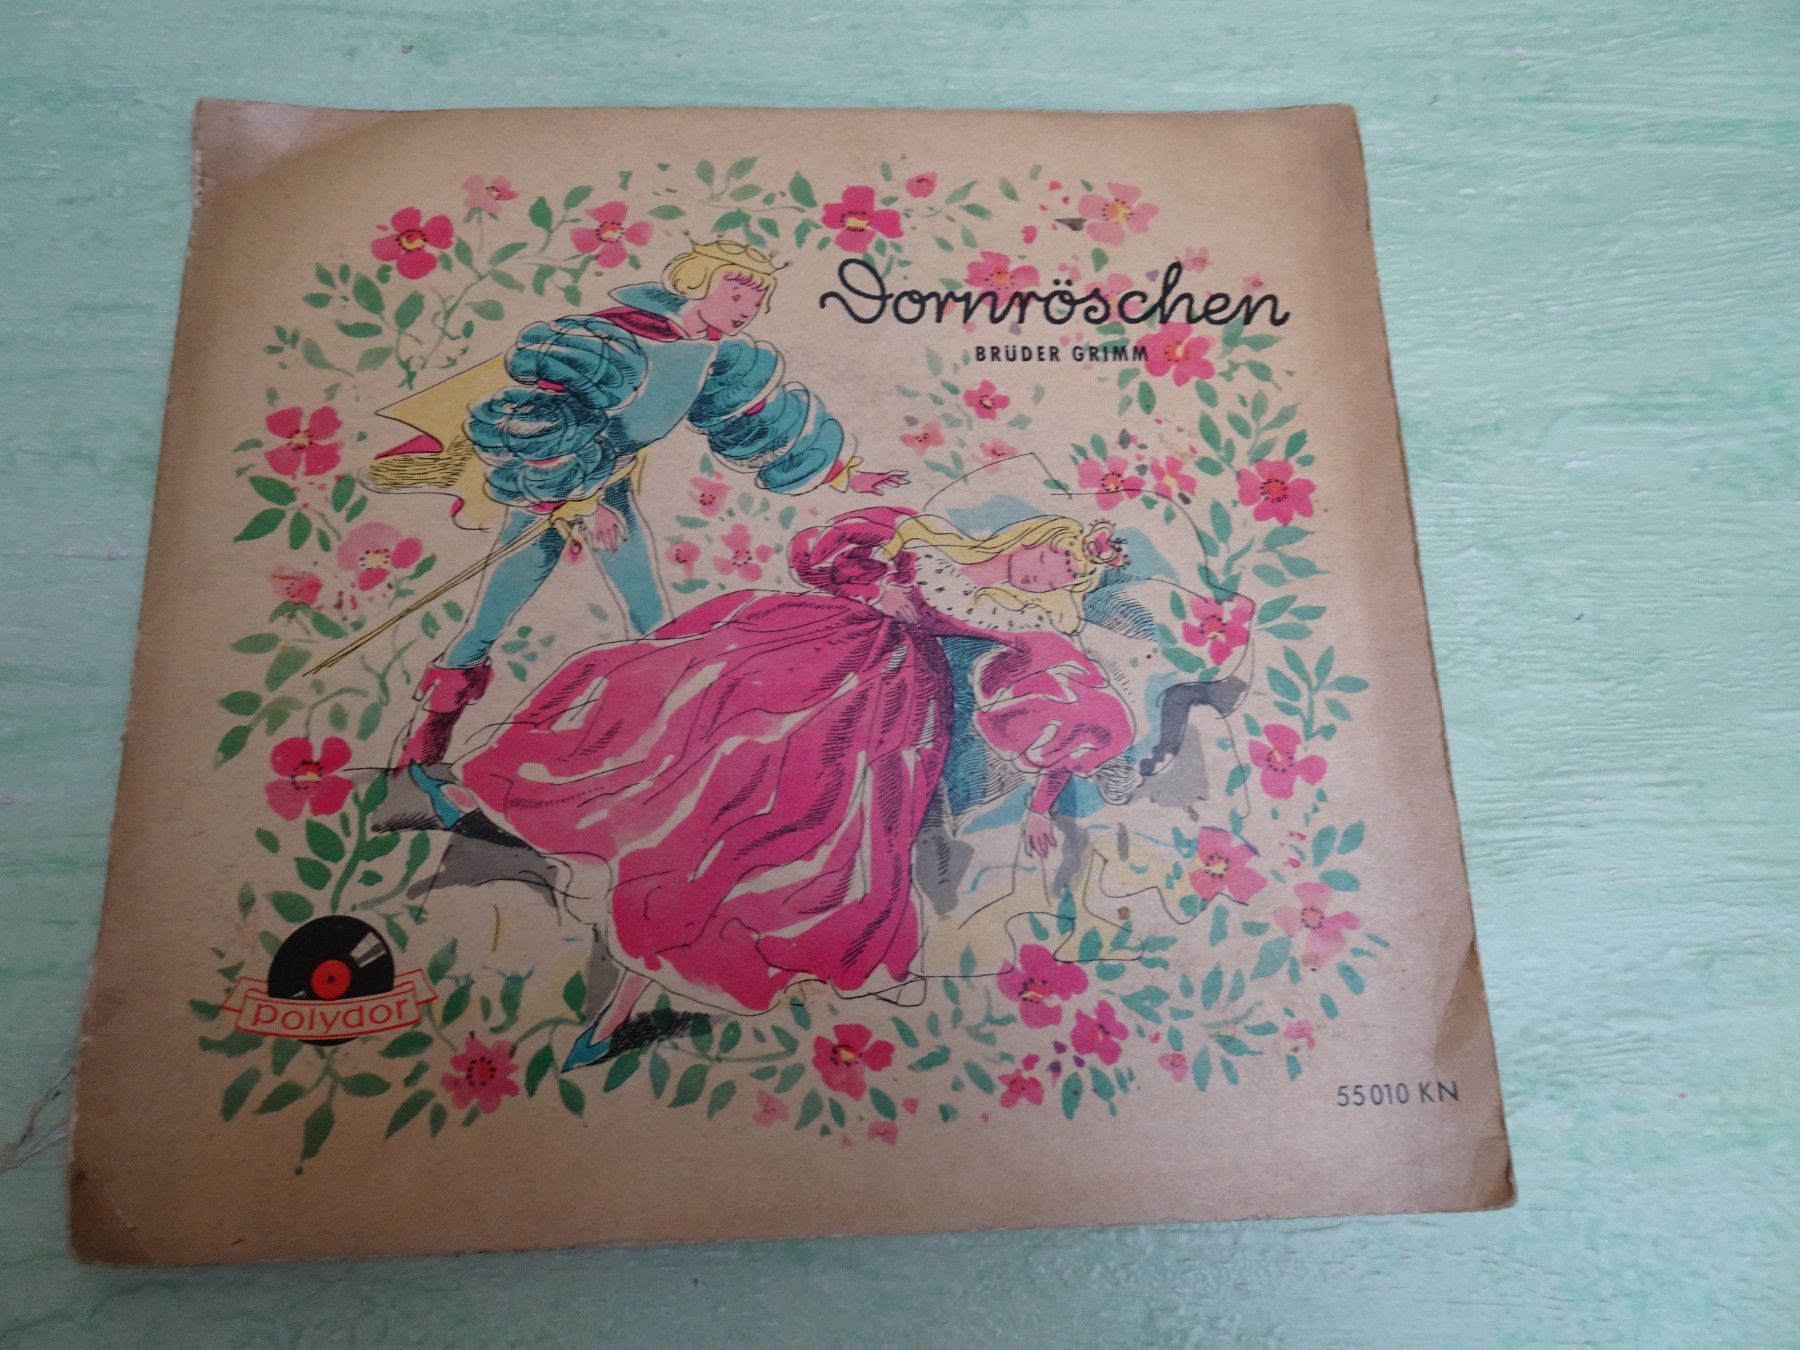 Dornröschen
BRÜDER GRIMM
polydor
55010 KN